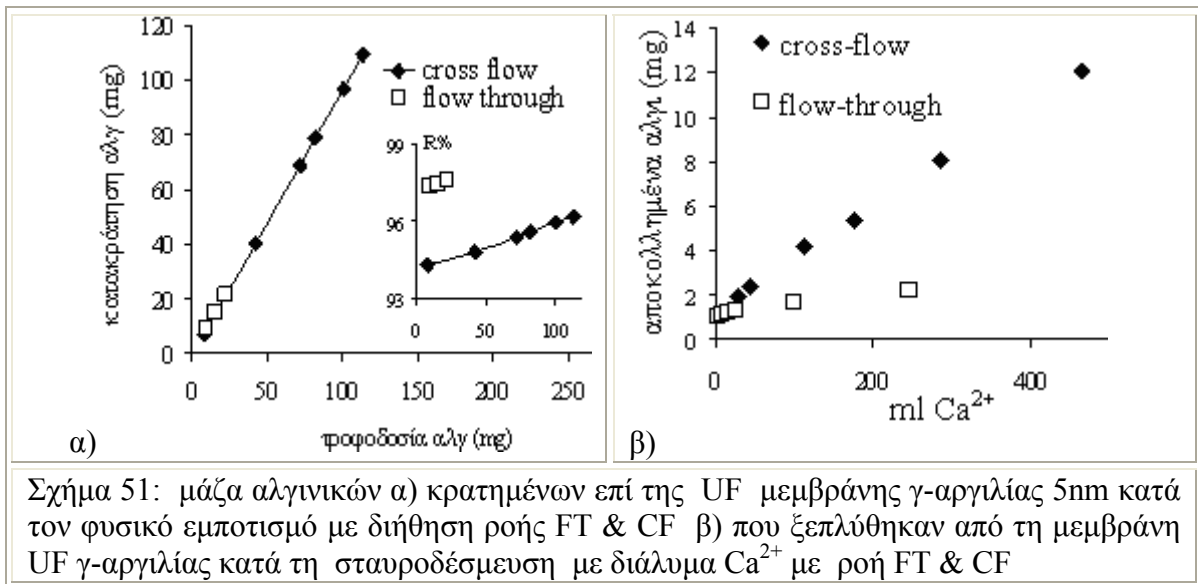 120
100
80
60
40
20
0
κατακράτηση αλγ (mg)
cross flow
flow through
R%
99
96
93
0 50 100
0 50 100 150 200 250
τροφοδοσία αλγ (mg)
α)
14
12
10
8
6
4
2
0
αποκολλημένα αλγι. (mg)
cross-flow
flow-through
0 200 400
ml Ca²⁺
β)
Σχήμα 51: μάζα αλγινικών α) κρατημένων επί της UF μεμβράνης γ-αργιλίας 5nm κατά
τον φυσικό εμποτισμό με διήθηση ροής FT & CF β) που ξεπλύθηκαν από τη μεμβράνη
UF γ-αργιλίας κατά τη σταυροδέσμευση με διάλυμα Ca²⁺ με ροή FT & CF